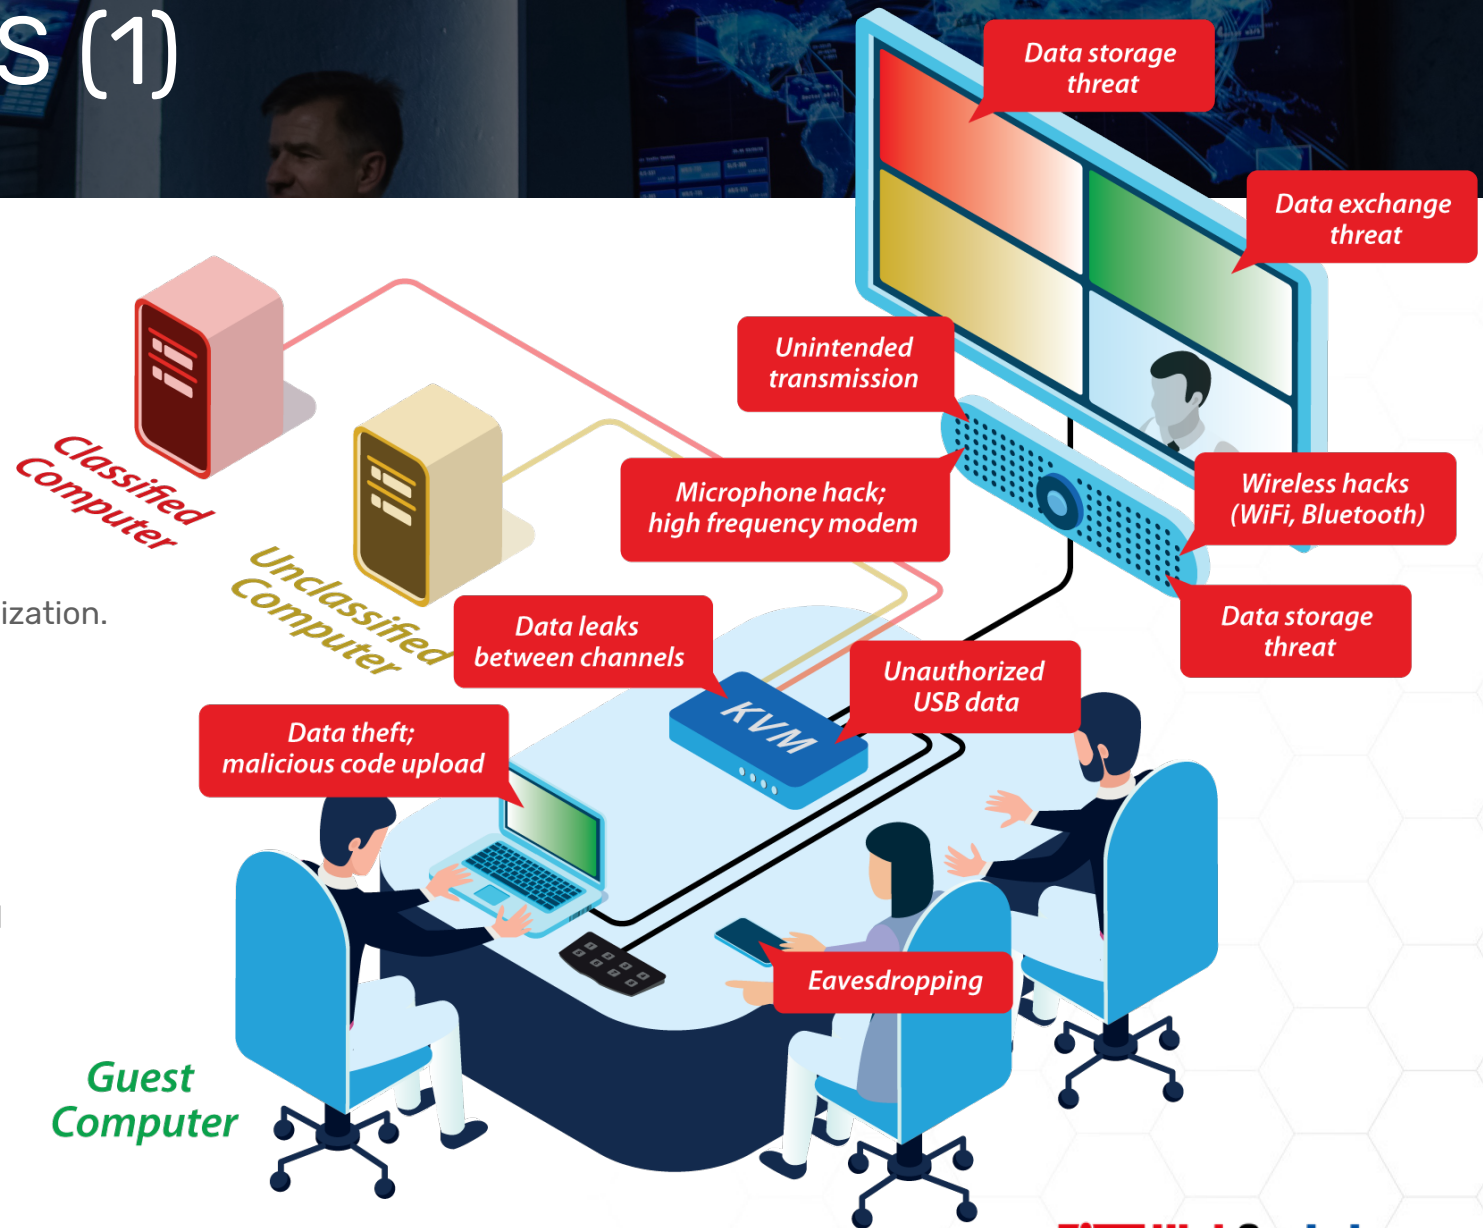 S (1)
Data storage
threat
Data exchange
threat
Unintended
transmission
Microphone hack;
high frequency modem
Wireless hacks
(WiFi, Bluetooth)
Data storage
threat
Classified
Computer
Unclassified
Computer
ization.
Data leaks
between channels
Unauthorized
USB data
KVM
Data theft;
malicious code upload
Eavesdropping
Guest
Computer